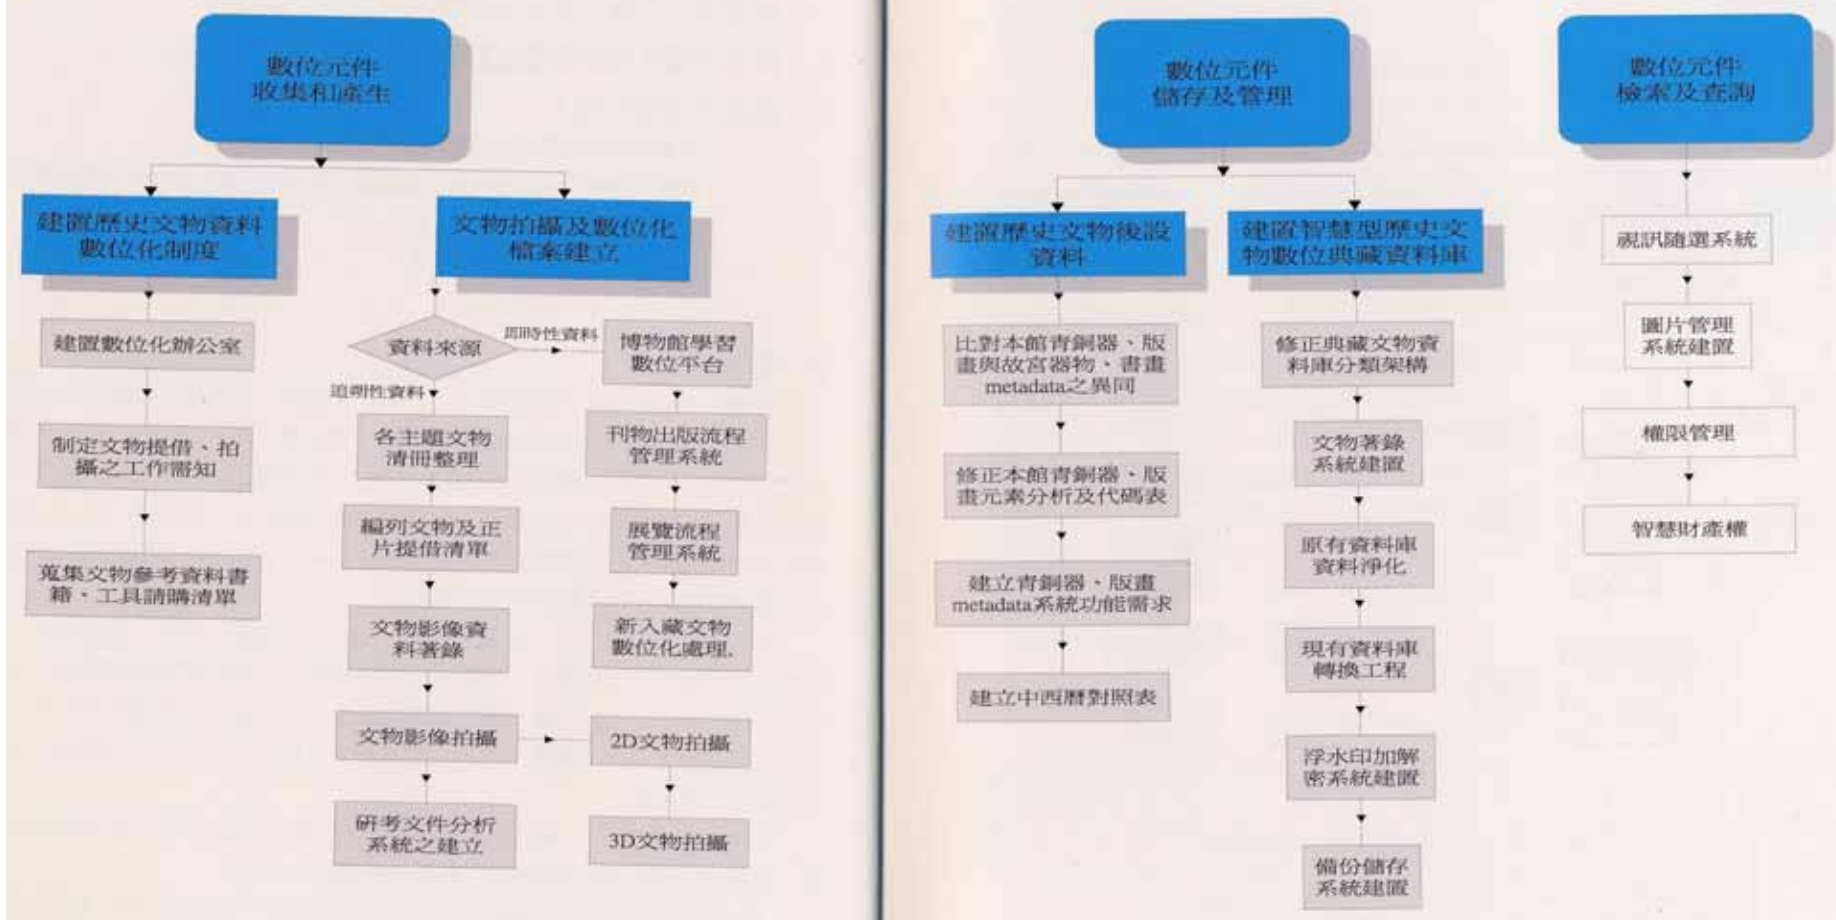 數位元件
收集和產生
建置歷史文物資料
數位化制度
建置數位化辦公室
制定文物提借、拍
攝之工作需知
蒐集文物參考資料書
籍、工具請購清單
文物拍攝及數位化
檔案建立
資料來源
即時性資料
追朔性資料
各主題文物
清冊整理
編列文物及正
片提借清單
文物影像資
料著錄
文物影像拍攝
研考文件分析
系統之建立
博物館學習
數位平台
刊物出版流程
管理系統
展覽流程
管理系統
新入藏文物
數位化處理.
2D文物拍攝
3D文物拍攝
數位元件
儲存及管理
建置歷史文物後設
資料
比對本館青銅器、版
畫與故宮器物、書畫
metadata之異同
修正本館青銅器、版
畫元素分析及代碼表
建立青銅器、版畫
metadata系統功能需求
建立中西曆對照表
建置智慧型歷史文
物數位典藏資料庫
修正典藏文物資
料庫分類架構
文物著錄
系統建置
原有資料庫
資料淨化
現有資料庫
轉換工程
浮水印加解
密系統建置
備份儲存
系統建置
數位元件
檢索及查詢
視訊隨選系統
圖片管理
系統建置
權限管理
智慧財產權